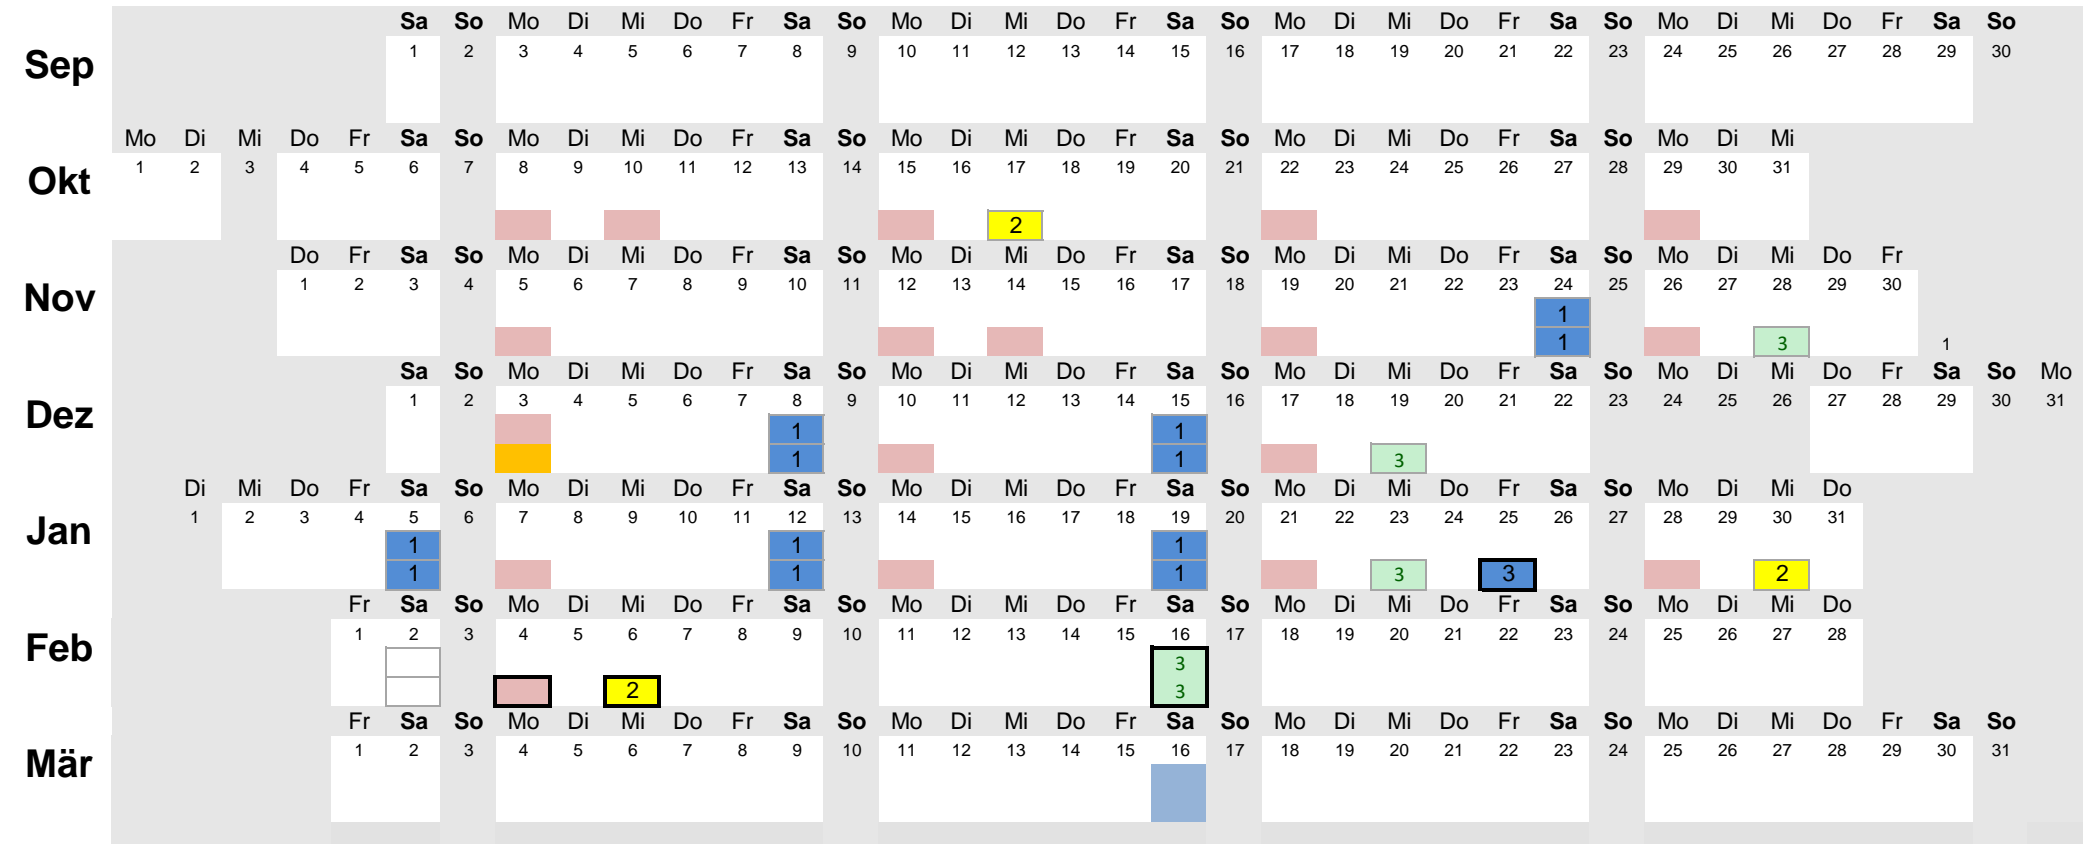 Sa So Mo Di Mi Do Fr Sa So Mo Di Mi Do Fr Sa So Mo Di Mi Do Fr Sa So Mo Di Mi Do Fr Sa So
Sep 1 2 3 4 5 6 7 8 9 10 11 12 13 14 15 16 17 18 19 20 21 22 23 24 25 26 27 28 29 30
Mo Di Mi Do Fr Sa So Mo Di Mi Do Fr Sa So Mo Di Mi Do Fr Sa So Mo Di Mi Do Fr Sa So Mo Di Mi
Okt 1 2 3 4 5 6 7 8 9 10 11 12 13 14 15 16 17 18 19 20 21 22 23 24 25 26 27 28 29 30 31
2
Do Fr Sa So Mo Di Mi Do Fr Sa So Mo Di Mi Do Fr Sa So Mo Di Mi Do Fr Sa So Mo Di Mi Do Fr
Nov 1 2 3 4 5 6 7 8 9 10 11 12 13 14 15 16 17 18 19 20 21 22 23 24 25 26 27 28 29 30
1
1 3 1
Sa So Mo Di Mi Do Fr Sa So Mo Di Mi Do Fr Sa So Mo Di Mi Do Fr Sa So Mo Di Mi Do Fr Sa So Mo
Dez 1 2 3 4 5 6 7 8 9 10 11 12 13 14 15 16 17 18 19 20 21 22 23 24 25 26 27 28 29 30 31
1 1
1 1 3
Di Mi Do Fr Sa So Mo Di Mi Do Fr Sa So Mo Di Mi Do Fr Sa So Mo Di Mi Do Fr Sa So Mo Di Mi Do
Jan 1 2 3 4 5 6 7 8 9 10 11 12 13 14 15 16 17 18 19 20 21 22 23 24 25 26 27 28 29 30 31
1 1 1
1 1 1 3 3 2
Fr Sa So Mo Di Mi Do Fr Sa So Mo Di Mi Do Fr Sa So Mo Di Mi Do Fr Sa So Mo Di Mi Do
Feb 1 2 3 4 5 6 7 8 9 10 11 12 13 14 15 16 17 18 19 20 21 22 23 24 25 26 27 28
3
2 3
Fr Sa So Mo Di Mi Do Fr Sa So Mo Di Mi Do Fr Sa So Mo Di Mi Do Fr Sa So Mo Di Mi Do Fr Sa So
Mär 1 2 3 4 5 6 7 8 9 10 11 12 13 14 15 16 17 18 19 20 21 22 23 24 25 26 27 28 29 30 31